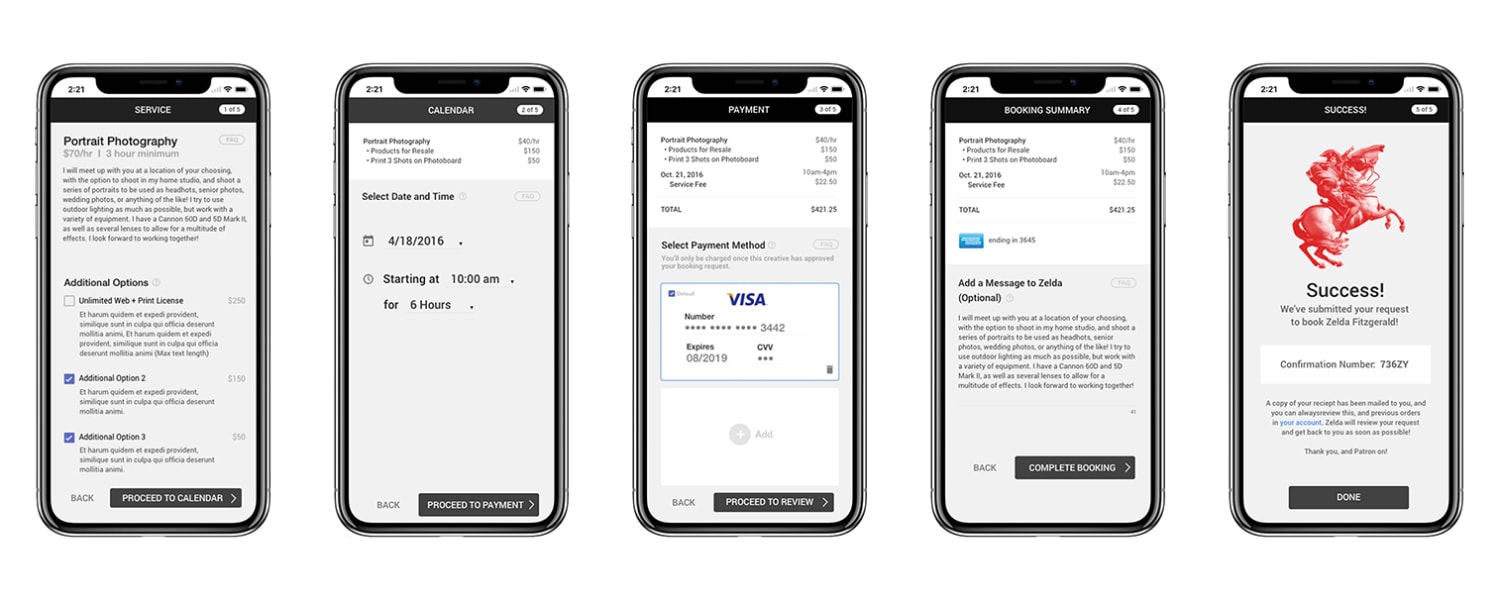 2:21
SERVICE
1 of 5
Portrait Photography
FAQ
$70/hr | 3 hour minimum
I will meet up with you at a location of your choosing,
with the option to shoot in my home studio, and shoot a
series of portraits to be used as headhots, senior photos,
wedding photos, or anything of the like! I try to use
outdoor lighting as much as possible, but work with a
variety of equipment. I have a Cannon 60D and 5D Mark II,
as well as several lenses to allow for a multitude of
effects. I look forward to working together!
Additional Options ?
Unlimited Web + Print License $250
Et harum quidem et expedi provident,
similique sunt in culpa qui officia deserunt
mollitia animi, Et harum quidem et expedi
provident, similique sunt in culpa qui officia
deserunt mollitia animi (Max text length)
Additional Option 2 $150
Et harum quidem et expedi provident,
similique sunt in culpa qui officia deserunt
mollitia animi.
Additional Option 3 $50
Et harum quidem et expedi provident,
similique sunt in culpa qui officia deserunt
mollitia animi.
BACK
PROCEED TO CALENDAR
2:21
CALENDAR
2 of 5
Portrait Photography $40/hr
• Products for Resale $150
• Print 3 Shots on Photoboard $50
Select Date and Time ?
FAQ
4/18/2016
Starting at 10:00 am
for 6 Hours
BACK
PROCEED TO PAYMENT
2:21
PAYMENT
3 of 5
Portrait Photography $40/hr
• Products for Resale $150
• Print 3 Shots on Photoboard $50
Oct. 21, 2016 10am-4pm
Service Fee $22.50
TOTAL $421.25
Select Payment Method ?
FAQ
You'll only be charged once this creative has approved
your booking request.
Default
VISA
Number
•••• •••• •••• 3442
Expires CVV
08/2019 •••
Add
BACK
PROCEED TO REVIEW
2:21
BOOKING SUMMARY
4 of 5
Portrait Photography $40/hr
• Products for Resale $150
• Print 3 Shots on Photoboard $50
Oct. 21, 2016 10am-4pm
Service Fee $22.50
TOTAL $421.25
ending in 3645
Add a Message to Zelda
FAQ
(Optional) ?
I will meet up with you at a location of your choosing,
with the option to shoot in my home studio, and shoot a
series of portraits to be used as headhots, senior
photos, wedding photos, or anything of the like! I try to
use outdoor lighting as much as possible, but work with
a variety of equipment. I have a Cannon 60D and 5D
Mark II, as well as several lenses to allow for a
multitude of effects. I look forward to working together!
41
BACK
COMPLETE BOOKING
2:21
SUCCESS!
5 of 5
Success!
We've submitted your request
to book Zelda Fitzgerald!
Confirmation Number: 736ZY
A copy of your reciept has been mailed to you, and
you can alwaysreview this, and previous orders
in your account. Zelda will review your request
and get back to you as soon as possible!
Thank you, and Patron on!
DONE